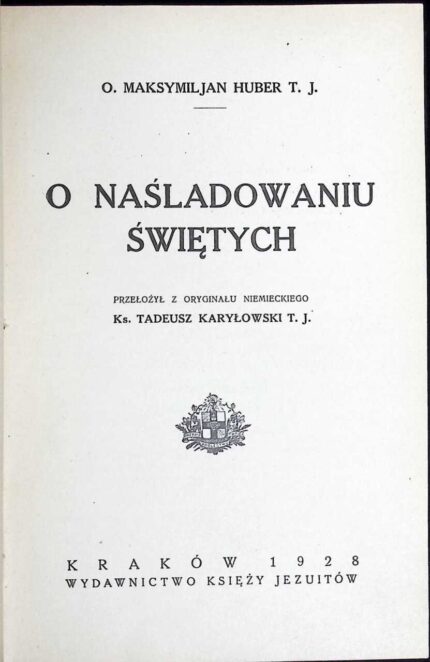 O. MAKSYMILJAN HUBER T. J.
O NAŚLADOWANIU
ŚWIĘTYCH
PRZEŁOŻYŁ Z ORYGINAŁU NIEMIECKIEGO
Ks. TADEUSZ KARYŁOWSKI T. J.
KRAKÓW 1928
WYDAWNICTWO KSIĘŻY JEZUITÓW